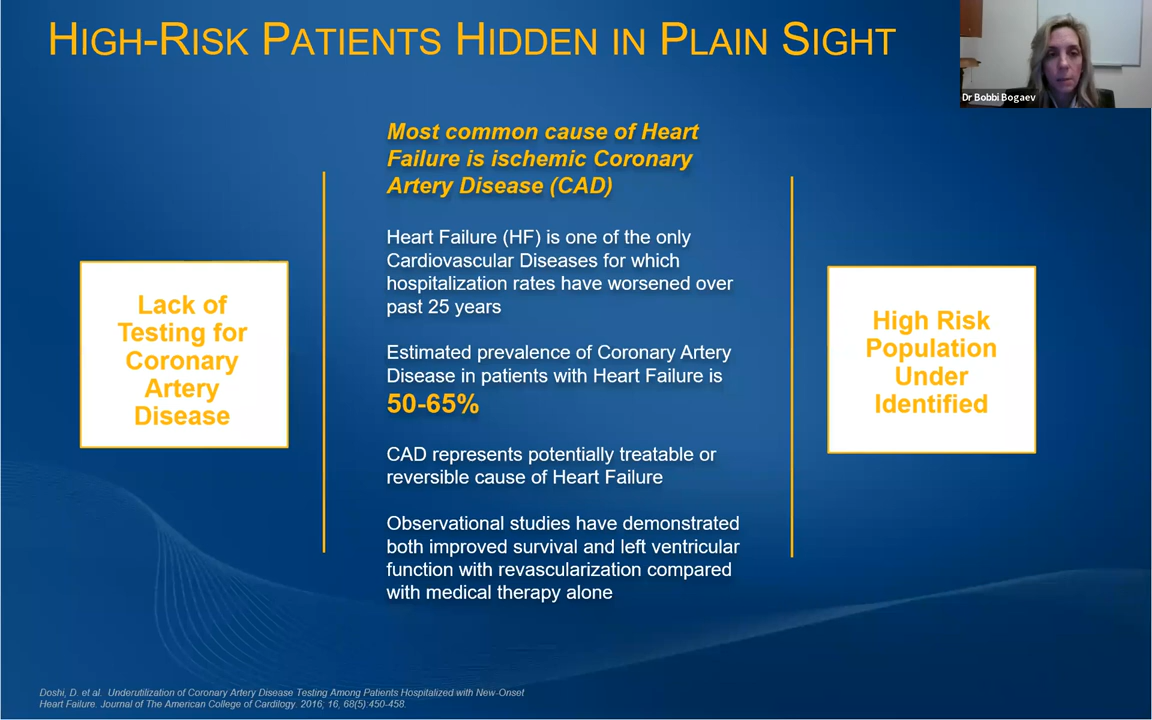 HIGH-RISK PATIENTS HIDDEN IN PLAIN SIGHT
Dr Bobbi Bogaev
Most common cause of Heart
Failure is ischemic Coronary
Artery Disease (CAD)
Heart Failure (HF) is one of the only
Cardiovascular Diseases for which
hospitalization rates have worsened over
past 25 years
Estimated prevalence of Coronary Artery
Disease in patients with Heart Failure is
50-65%
CAD represents potentially treatable or
reversible cause of Heart Failure
Observational studies have demonstrated
both improved survival and left ventricular
function with revascularization compared
with medical therapy alone
Lack of
Testing for
Coronary
Artery
Disease
High Risk
Population
Under
Identified
Doshi, D. et al. Underutilization of Coronary Artery Disease Testing Among Patients Hospitalized with New-Onset
Heart Failure. Journal of The American College of Cardilogy. 2016; 16, 68(5):450-458.